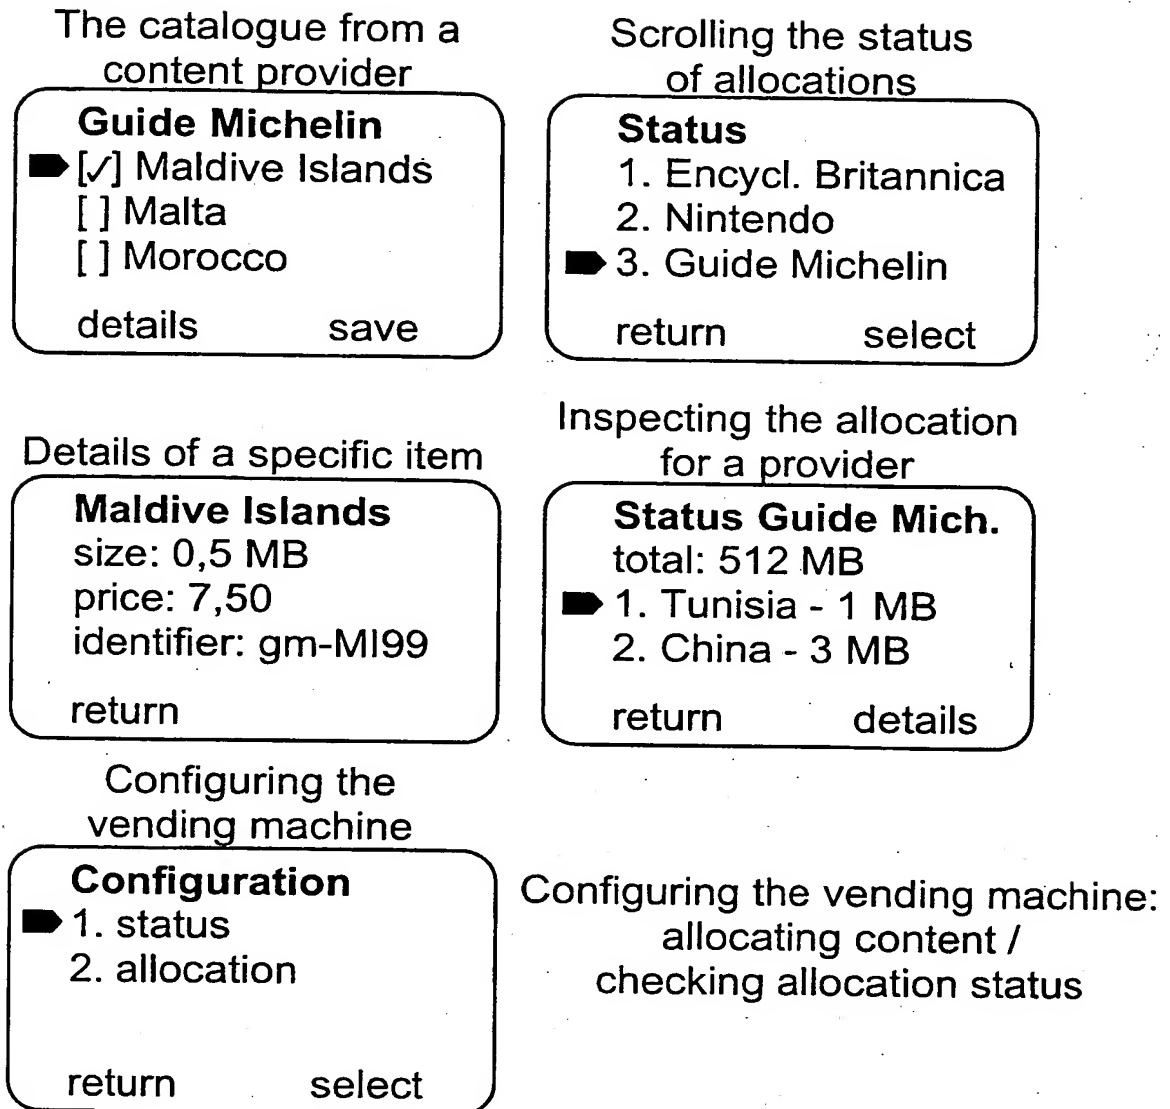 The catalogue from a
content provider
Guide Michelin
[✓] Maldive Islands
[ ] Malta
[ ] Morocco
details save
Scrolling the status
of allocations
Status
1. Encycl. Britannica
2. Nintendo
3. Guide Michelin
return select
Details of a specific item
Maldive Islands
size: 0,5 MB
price: 7,50
identifier: gm-MI99
return
Inspecting the allocation
for a provider
Status Guide Mich.
total: 512 MB
1. Tunisia - 1 MB
2. China - 3 MB
return details
Configuring the
vending machine
Configuration
1. status
2. allocation
return select
Configuring the vending machine:
allocating content /
checking allocation status